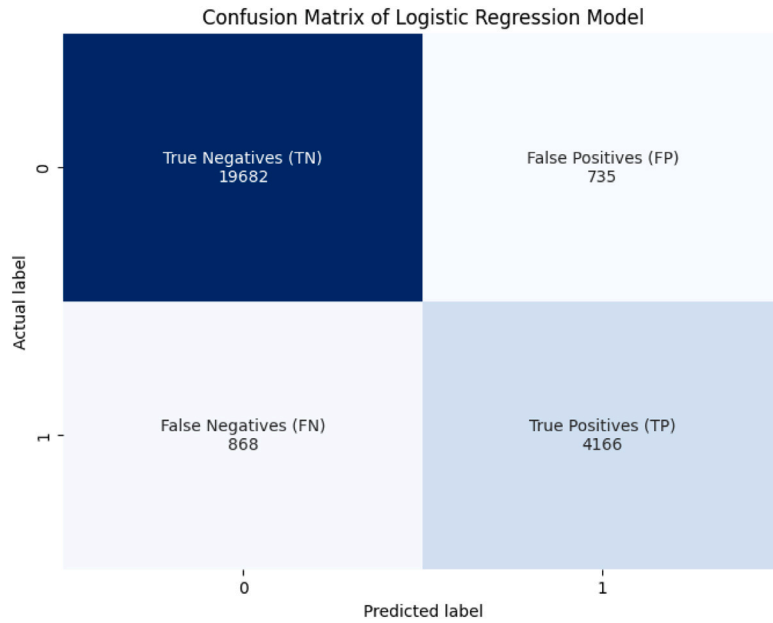 Confusion Matrix of Logistic Regression Model
Actual label
0
True Negatives (TN)
19682
False Positives (FP)
735
1
False Negatives (FN)
868
True Positives (TP)
4166
0
1
Predicted label